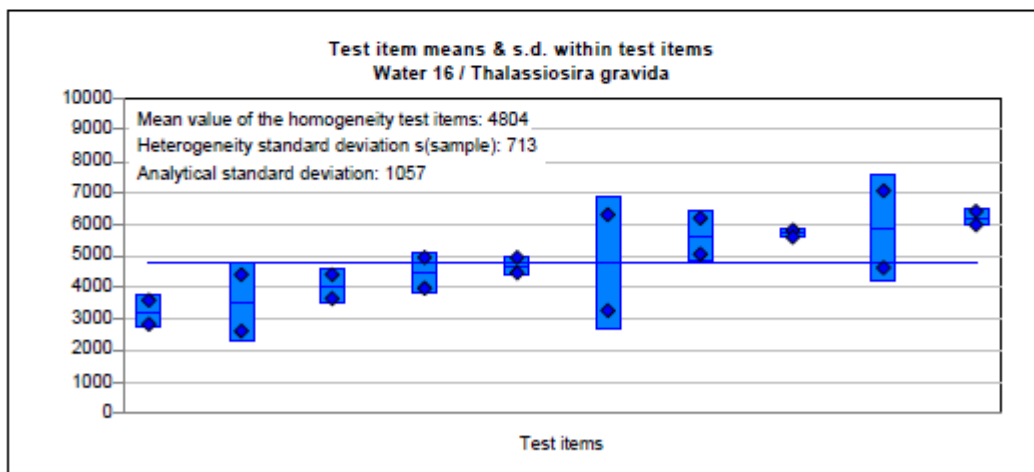 Test item means & s.d. within test items
Water 16 / Thalassiosira gravida
10000
9000
8000
7000
6000
5000
4000
3000
2000
1000
0
Mean value of the homogeneity test items: 4804
Heterogeneity standard deviation s(sample): 713
Analytical standard deviation: 1057
Test items